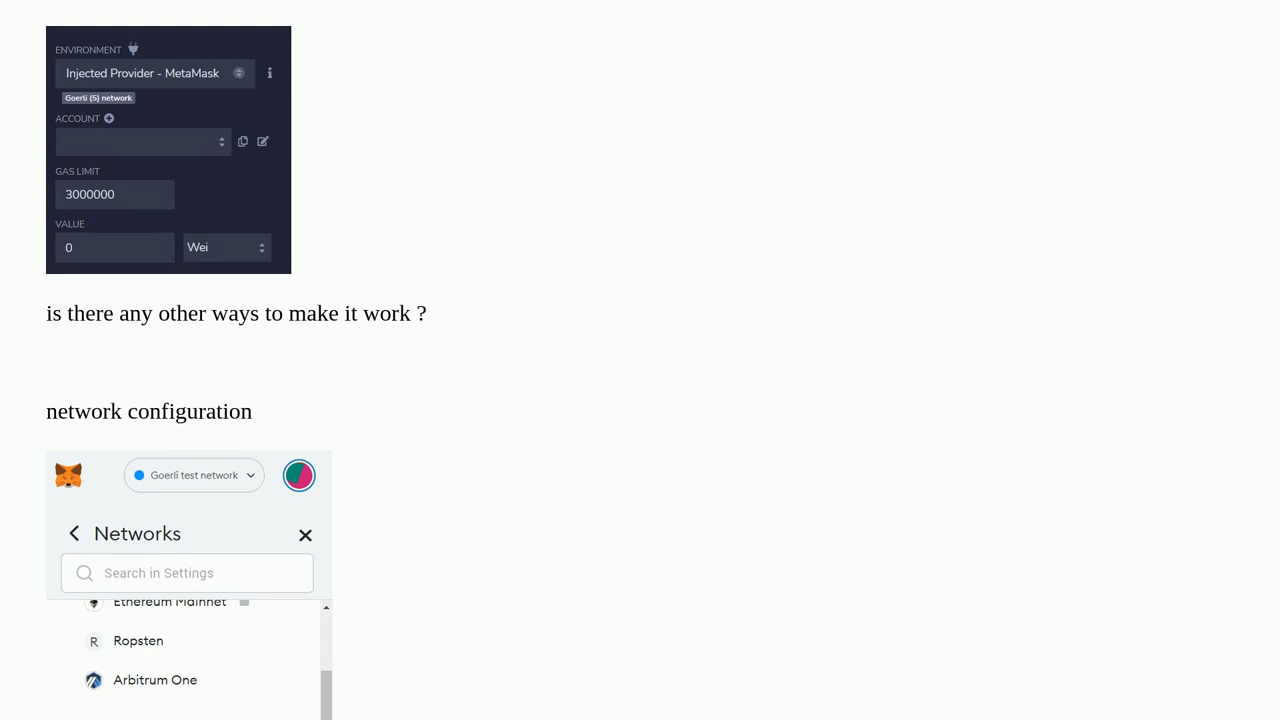 ENVIRONMENT
Injected Provider - MetaMask
Goerli (5) network
ACCOUNT
GAS LIMIT
3000000
VALUE
0 Wei
is there any other ways to make it work ?
network configuration
Goerli test network
Networks
Search in Settings
Ethereum Mainnet
R Ropsten
Arbitrum One